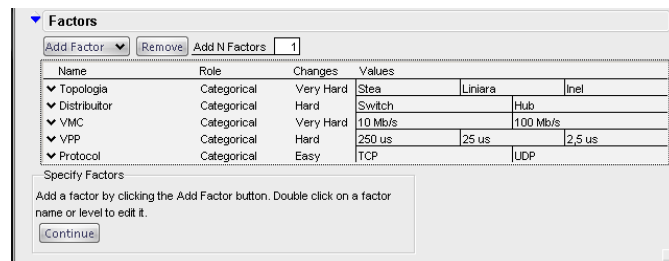 Factors
Add Factor Remove Add N Factors 1
Name Role Changes Values
Topologia Categorical Very Hard Stea Liniara Inel
Distribuitor Categorical Hard Switch Hub
VMC Categorical Very Hard 10 Mb/s 100 Mb/s
VPP Categorical Hard 250 us 25 us 2,5 us
Protocol Categorical Easy TCP UDP
Specify Factors
Add a factor by clicking the Add Factor button. Double click on a factor
name or level to edit it.
Continue